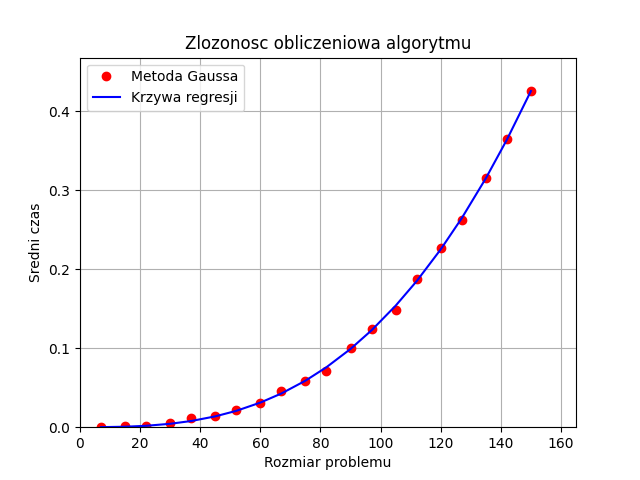 Zlozonosc obliczeniowa algorytmu
Metoda Gaussa
Krzywa regresji
Sredni czas
0.4
0.3
0.2
0.1
0.0
0 20 40 60 80 100 120 140 160
Rozmiar problemu